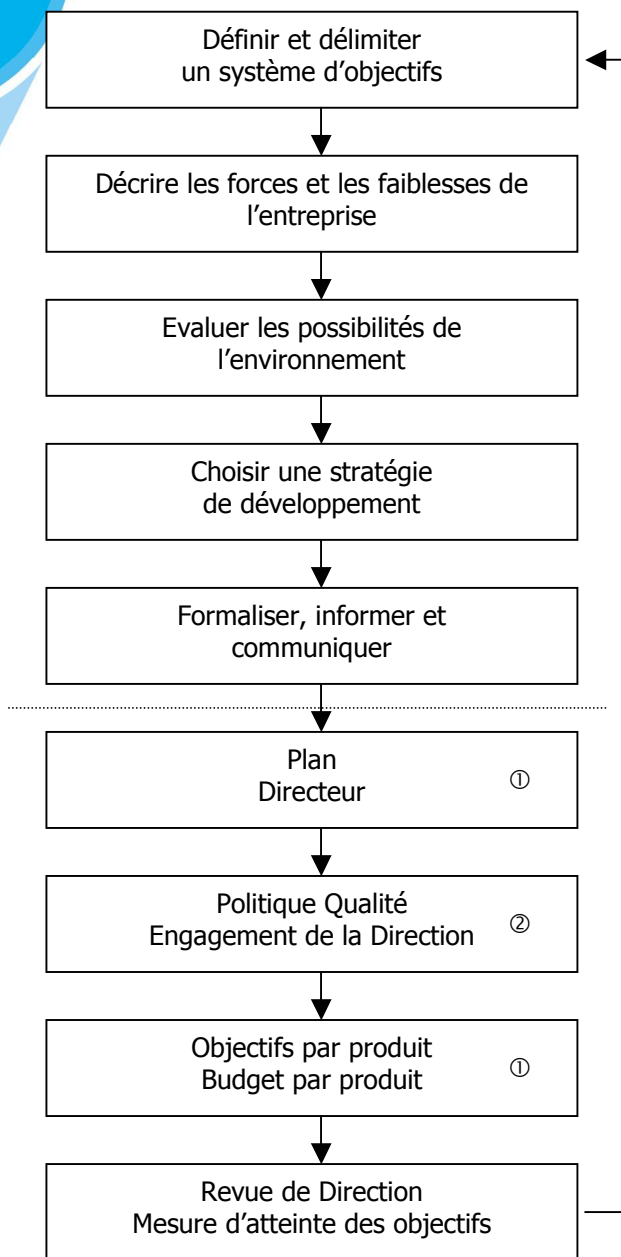 Définir et délimiter
un système d’objectifs
Décrire les forces et les faiblesses de
l’entreprise
Evaluer les possibilités de
l’environnement
Choisir une stratégie
de développement
Formaliser, informer et
communiquer
Plan
Directeur ①
Politique Qualité
Engagement de la Direction ②
Objectifs par produit
Budget par produit ①
Revue de Direction
Mesure d’atteinte des objectifs